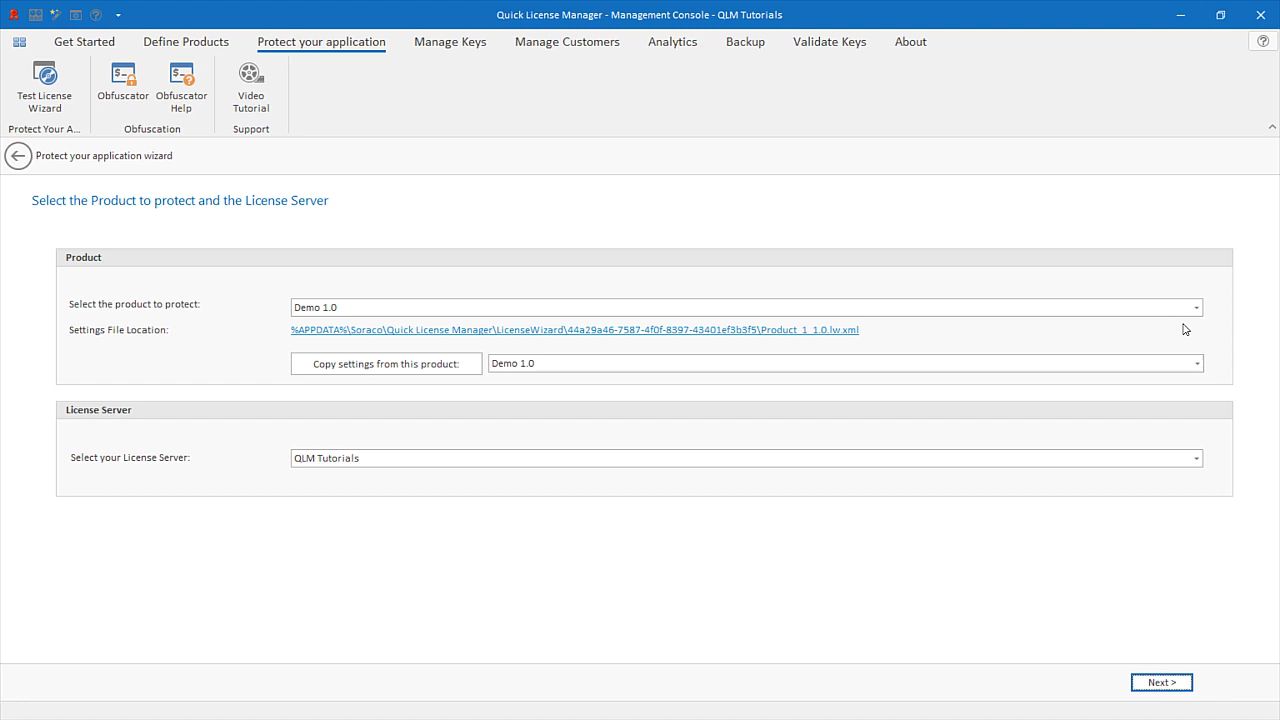 Quick License Manager - Management Console - QLM Tutorials
Get Started
Define Products
Protect your application
Manage Keys
Manage Customers
Analytics
Backup
Validate Keys
About
Test License
Wizard
Obfuscator
Obfuscator
Help
Video
Tutorial
Protect Your A...
Obfuscation
Support
Protect your application wizard
Select the Product to protect and the License Server
Product
Select the product to protect:
Demo 1.0
Settings File Location:
%APPDATA%\Soraco\Quick License Manager\LicenseWizard\44a29a46-7587-4f0f-8397-43401ef3b3f5\Product_1_1.0.lw.xml
Copy settings from this product:
Demo 1.0
License Server
Select your License Server:
QLM Tutorials
Next >